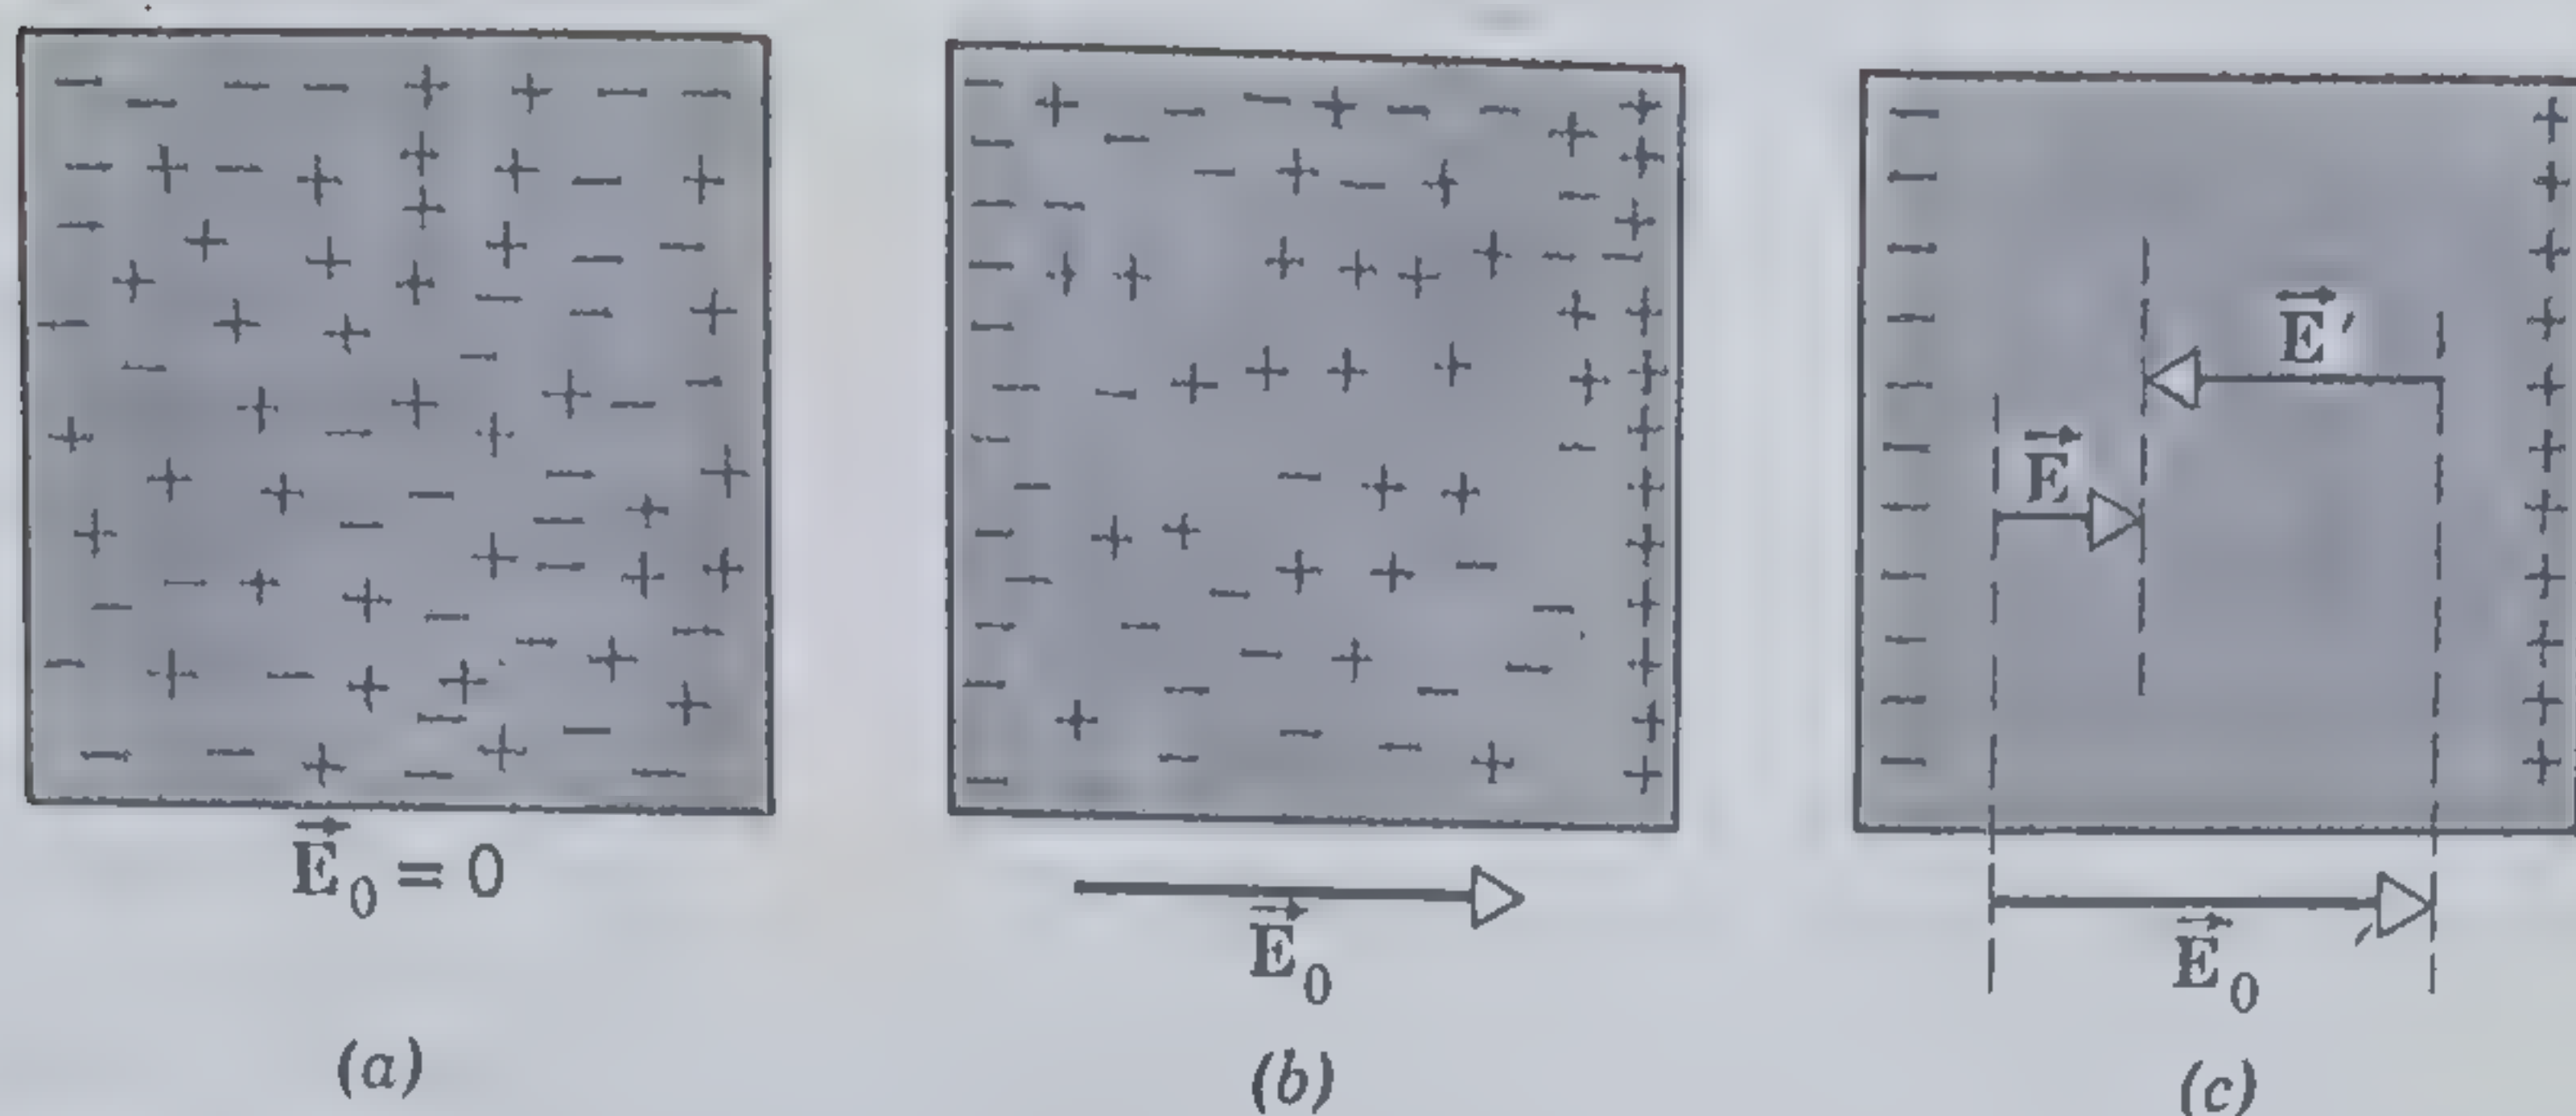 E⃗ ′
E⃗
E⃗₀ = 0
E⃗₀
E⃗₀
(a)
(b)
(c)